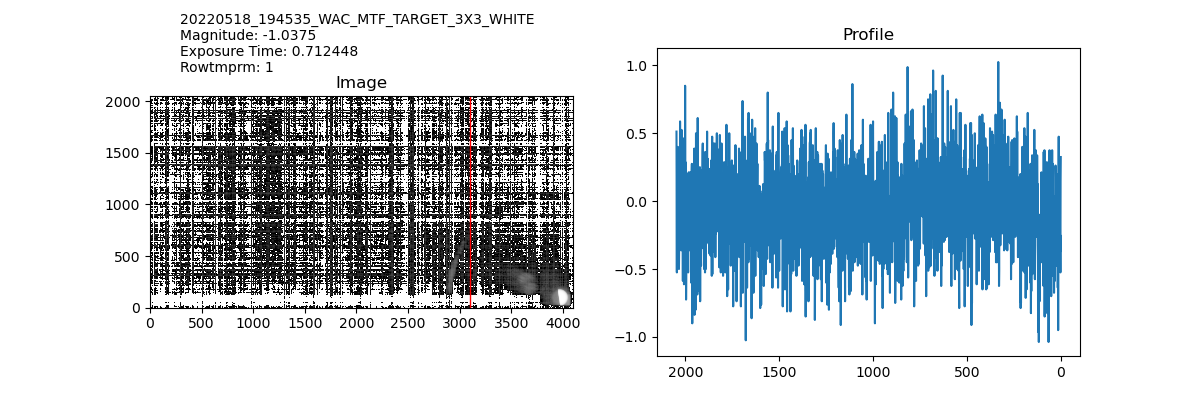 20220518_194535_WAC_MTF_TARGET_3X3_WHITE
Magnitude: -1.0375
Exposure Time: 0.712448
Rowtmprm: 1
Image
2000
1500
1000
500
0
0 500 1000 1500 2000 2500 3000 3500 4000
Profile
1.0
0.5
0.0
−0.5
−1.0
2000 1500 1000 500 0